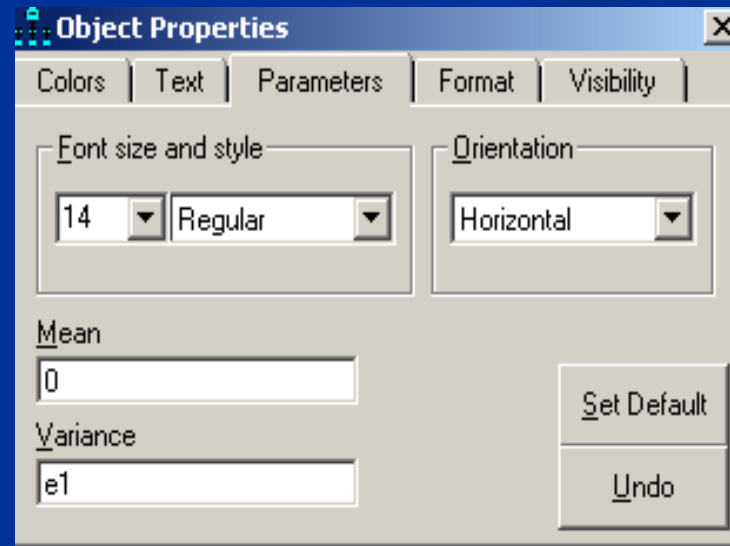 Object Properties
Colors Text Parameters Format Visibility
Font size and style
14 Regular
Orientation
Horizontal
Mean
0
Variance
e1
Set Default
Undo